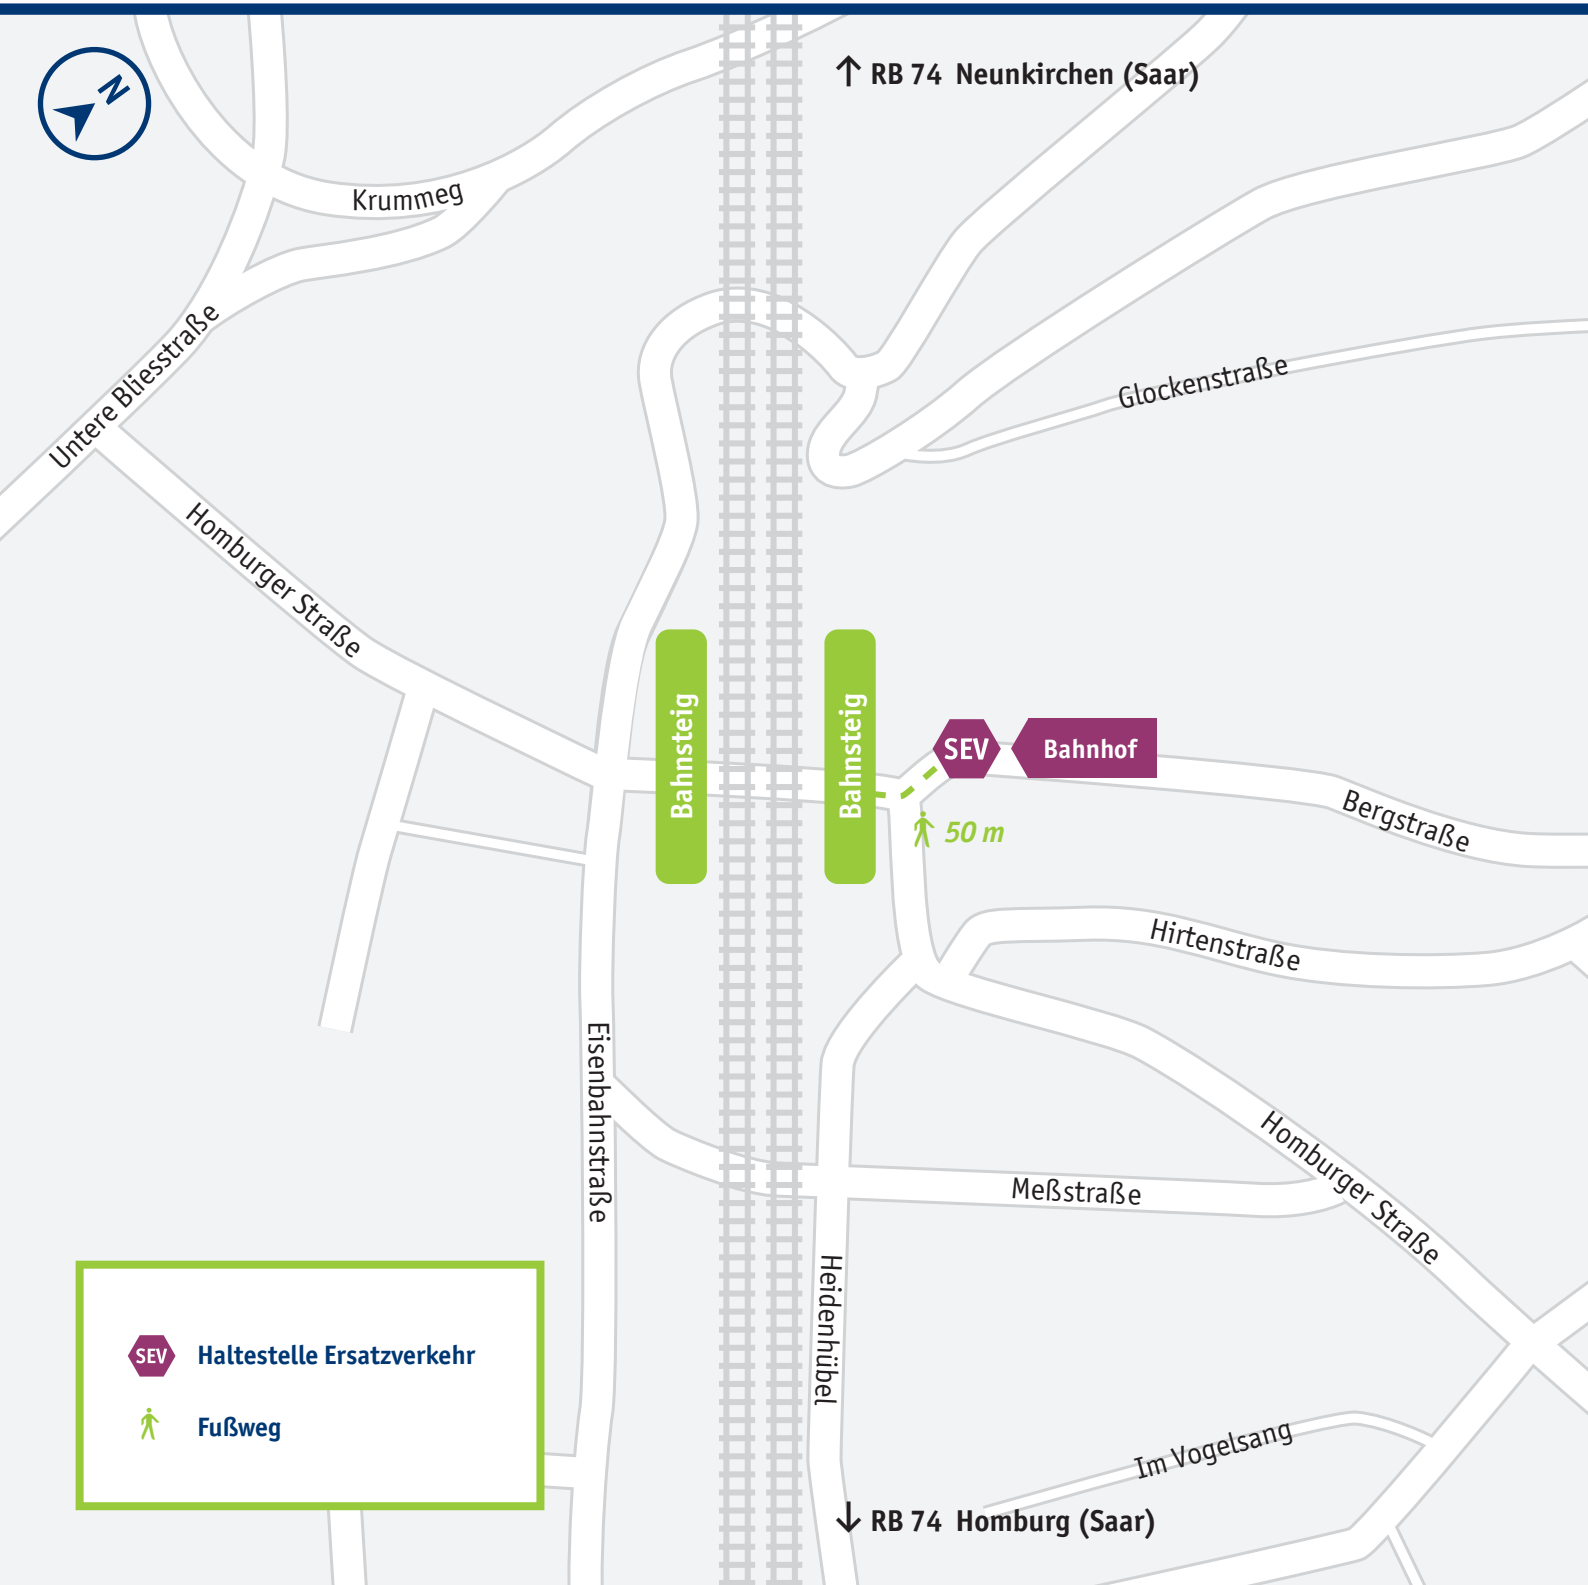 N
↑ RB 74 Neunkirchen (Saar)
Krummeg
Untere Bliesstraße
Glockenstraße
Homburger Straße
Bahnsteig
Bahnsteig
SEV
Bahnhof
50 m
Bergstraße
Hirtenstraße
Eisenbahnstraße
Homburger Straße
Meßstraße
Heidenhübel
SEV Haltestelle Ersatzverkehr
Fußweg
Im Vogelsang
↓ RB 74 Homburg (Saar)